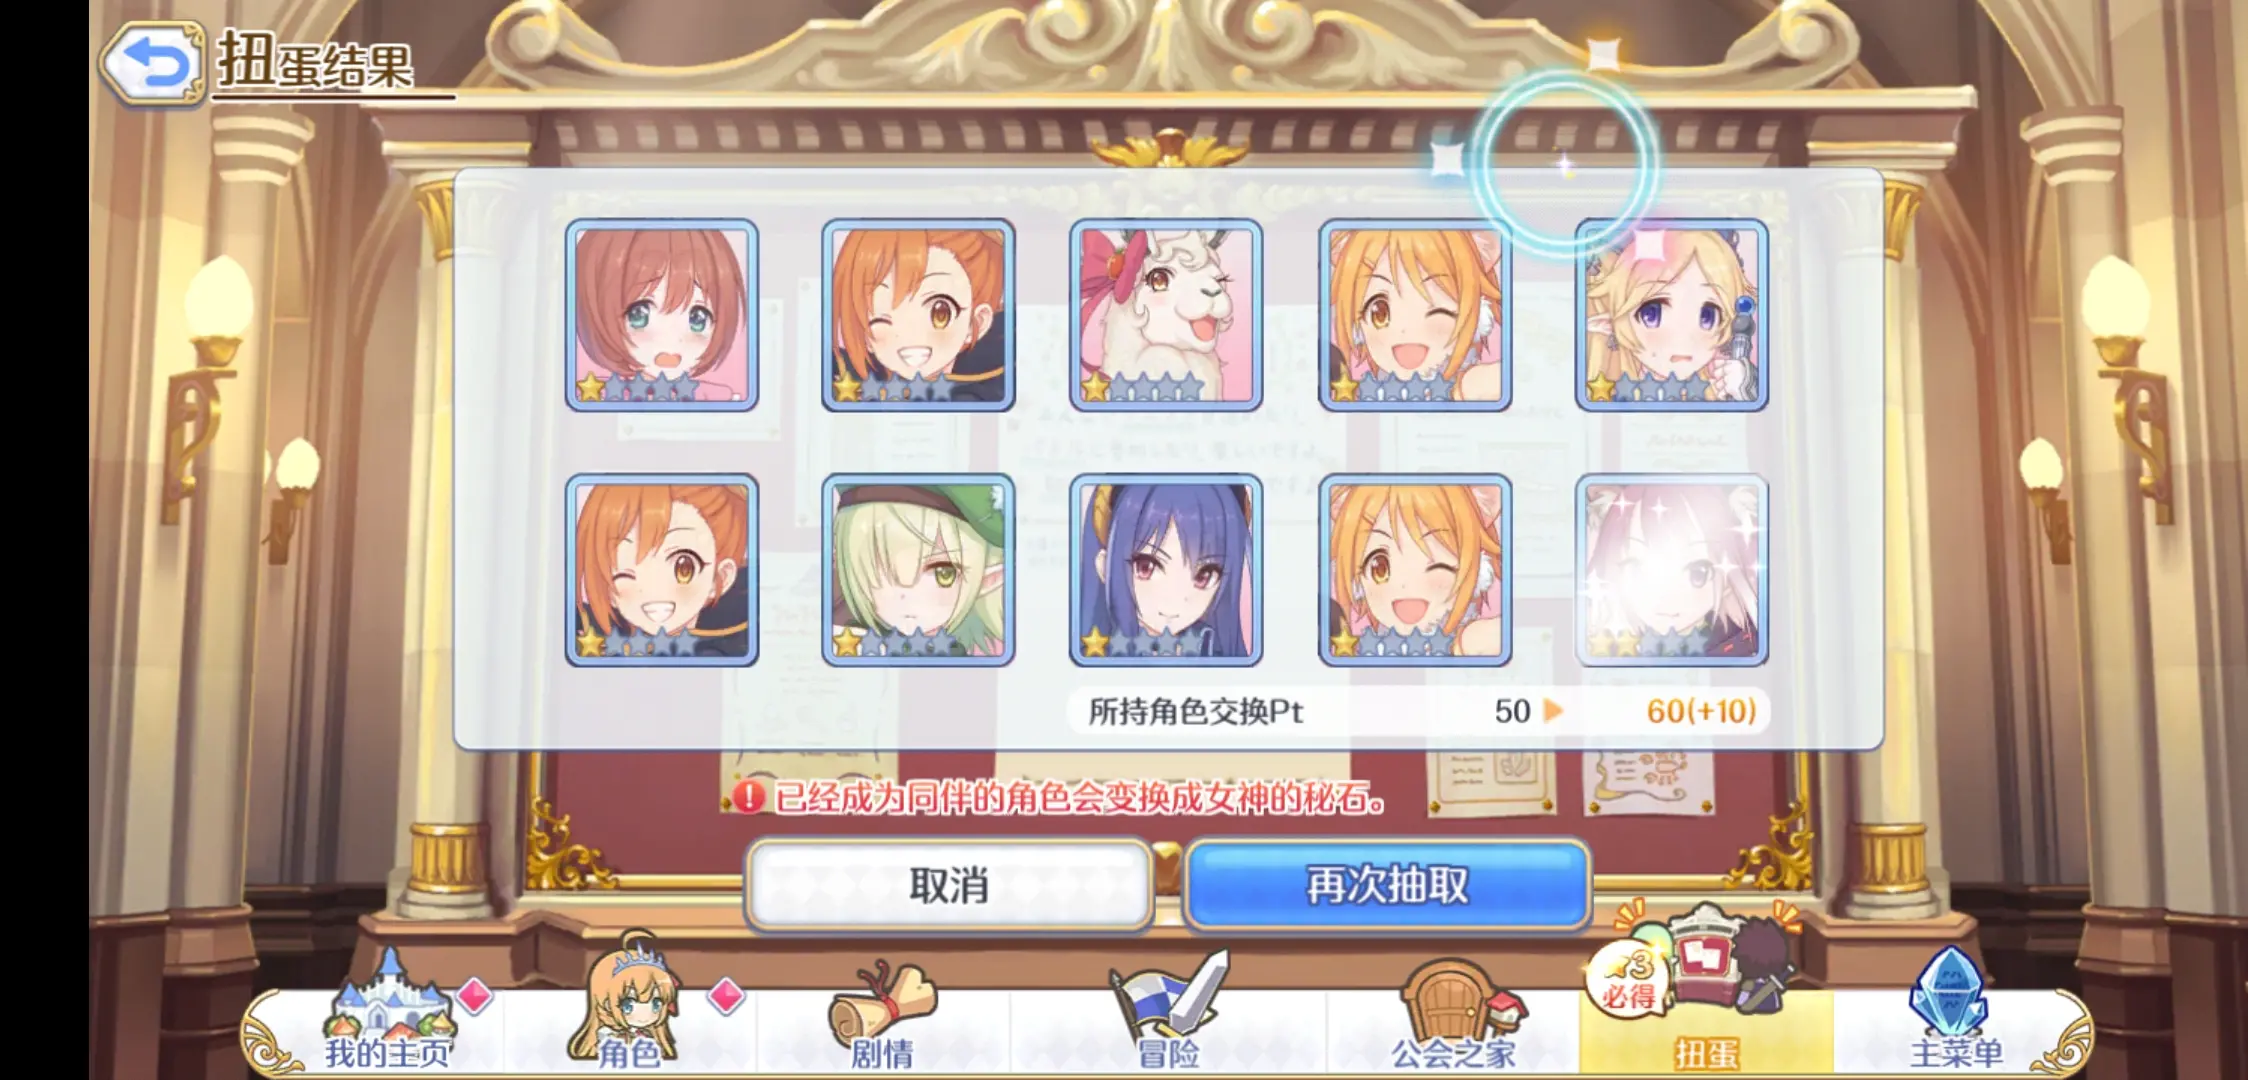 扭蛋结果
所持角色交换Pt 50 60(+10)
已经成为同伴的角色会变换成女神的秘石。
取消 再次抽取
★3
必得
我的主页 角色 剧情 冒险 公会之家 扭蛋 主菜单